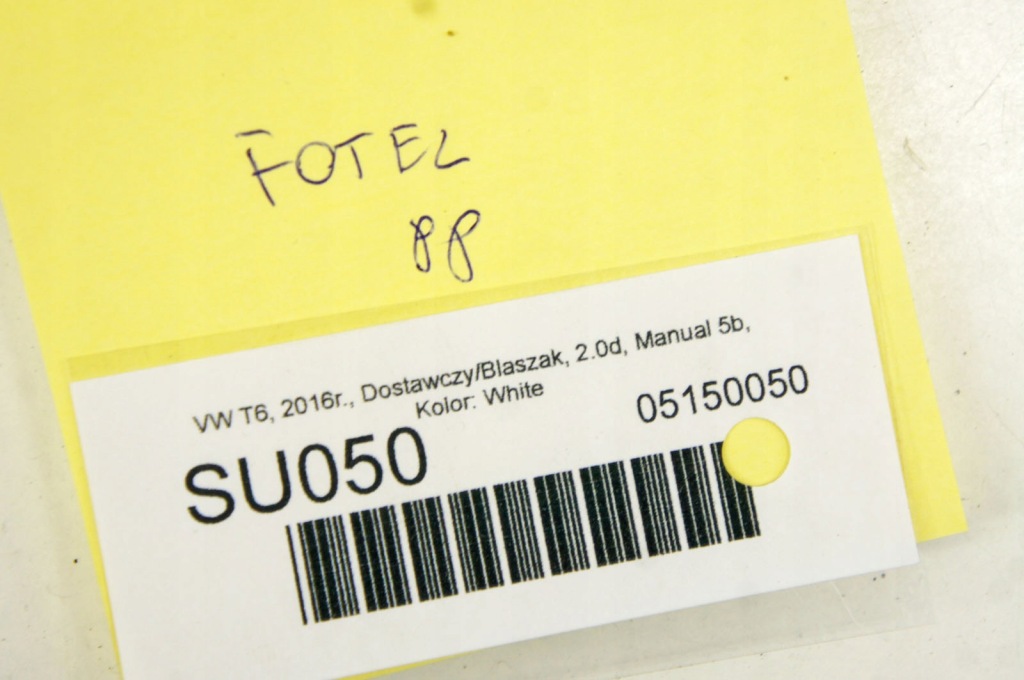 FOTEL
PP
VW T6, 2016r., Dostawczy/Blaszak, 2.0d, Manual 5b,
Kolor: White
SU050
05150050